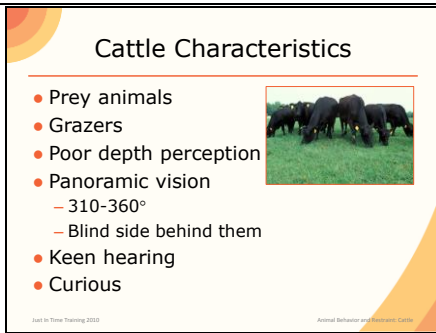 Cattle Characteristics
• Prey animals
• Grazers
• Poor depth perception
• Panoramic vision
– 310-360°
– Blind side behind them
• Keen hearing
• Curious
Just In Time Training 2010
Animal Behavior and Restraint: Cattle